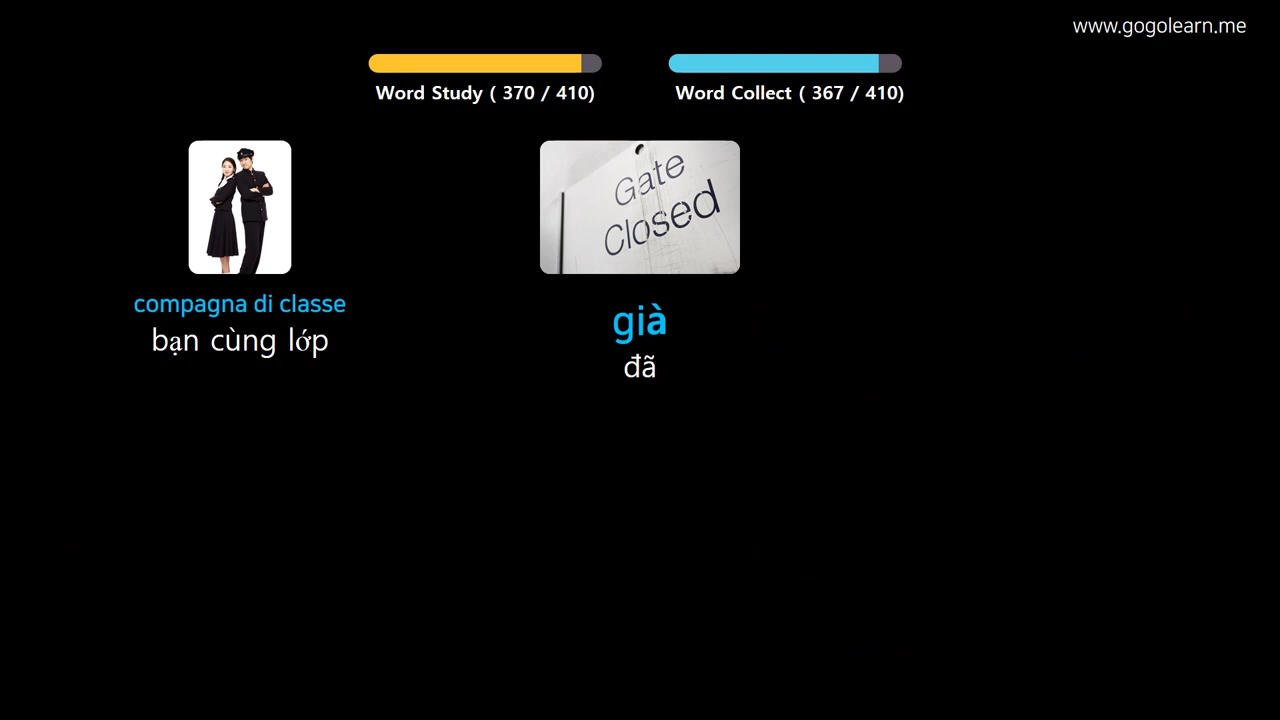 www.gogolearn.me
Word Study ( 370 / 410)
Word Collect ( 367 / 410)
Gate
Closed
compagna di classe
bạn cùng lớp
già
đã